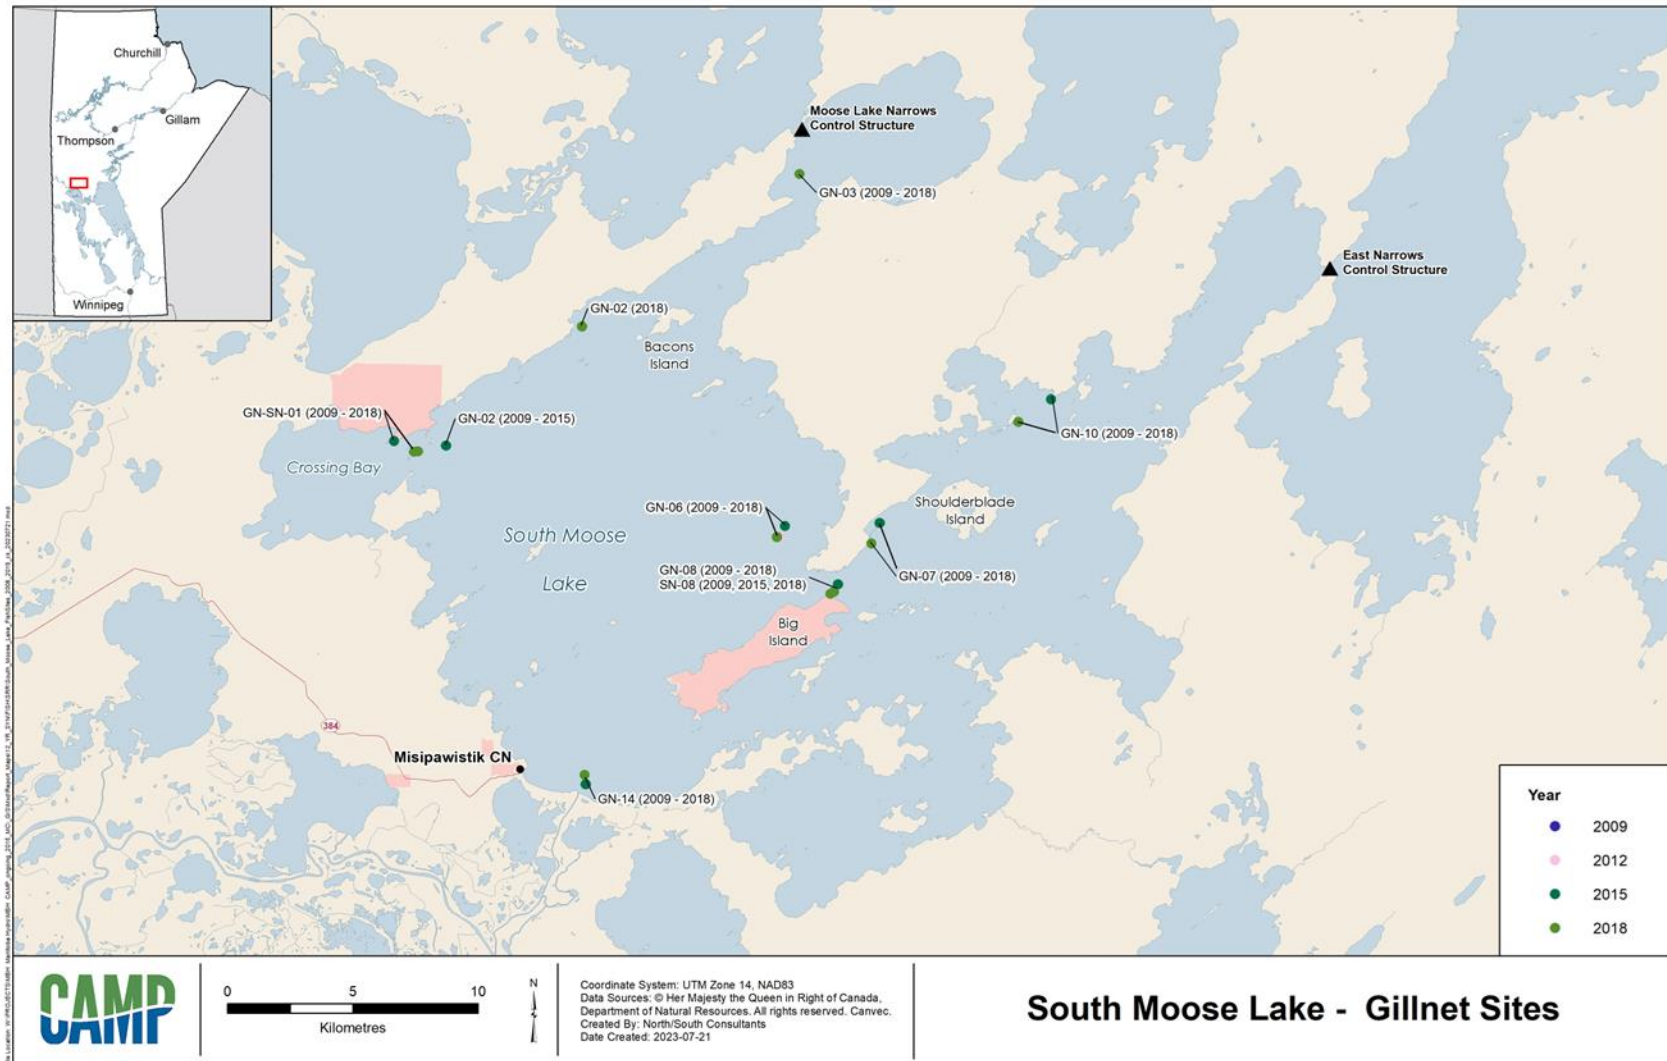 Churchill
Gillam
Thompson
Winnipeg
Moose Lake Narrows
Control Structure
GN-03 (2009 - 2018)
East Narrows
Control Structure
GN-02 (2018)
Bacons
Island
GN-SN-01 (2009 - 2018)
GN-02 (2009 - 2015)
GN-10 (2009 - 2018)
Crossing Bay
Shoulderblade
Island
GN-06 (2009 - 2018)
South Moose
Lake
GN-08 (2009 - 2018)
SN-08 (2009, 2015, 2018)
GN-07 (2009 - 2018)
Big
Island
384
Misipawistik CN
GN-14 (2009 - 2018)
Year
2009
2012
2015
2018
CAMP
0 5 10
Kilometres
N
Coordinate System: UTM Zone 14, NAD83
Data Sources: © Her Majesty the Queen in Right of Canada,
Department of Natural Resources. All rights reserved. Canvec.
Created By: North/South Consultants
Date Created: 2023-07-21
South Moose Lake - Gillnet Sites